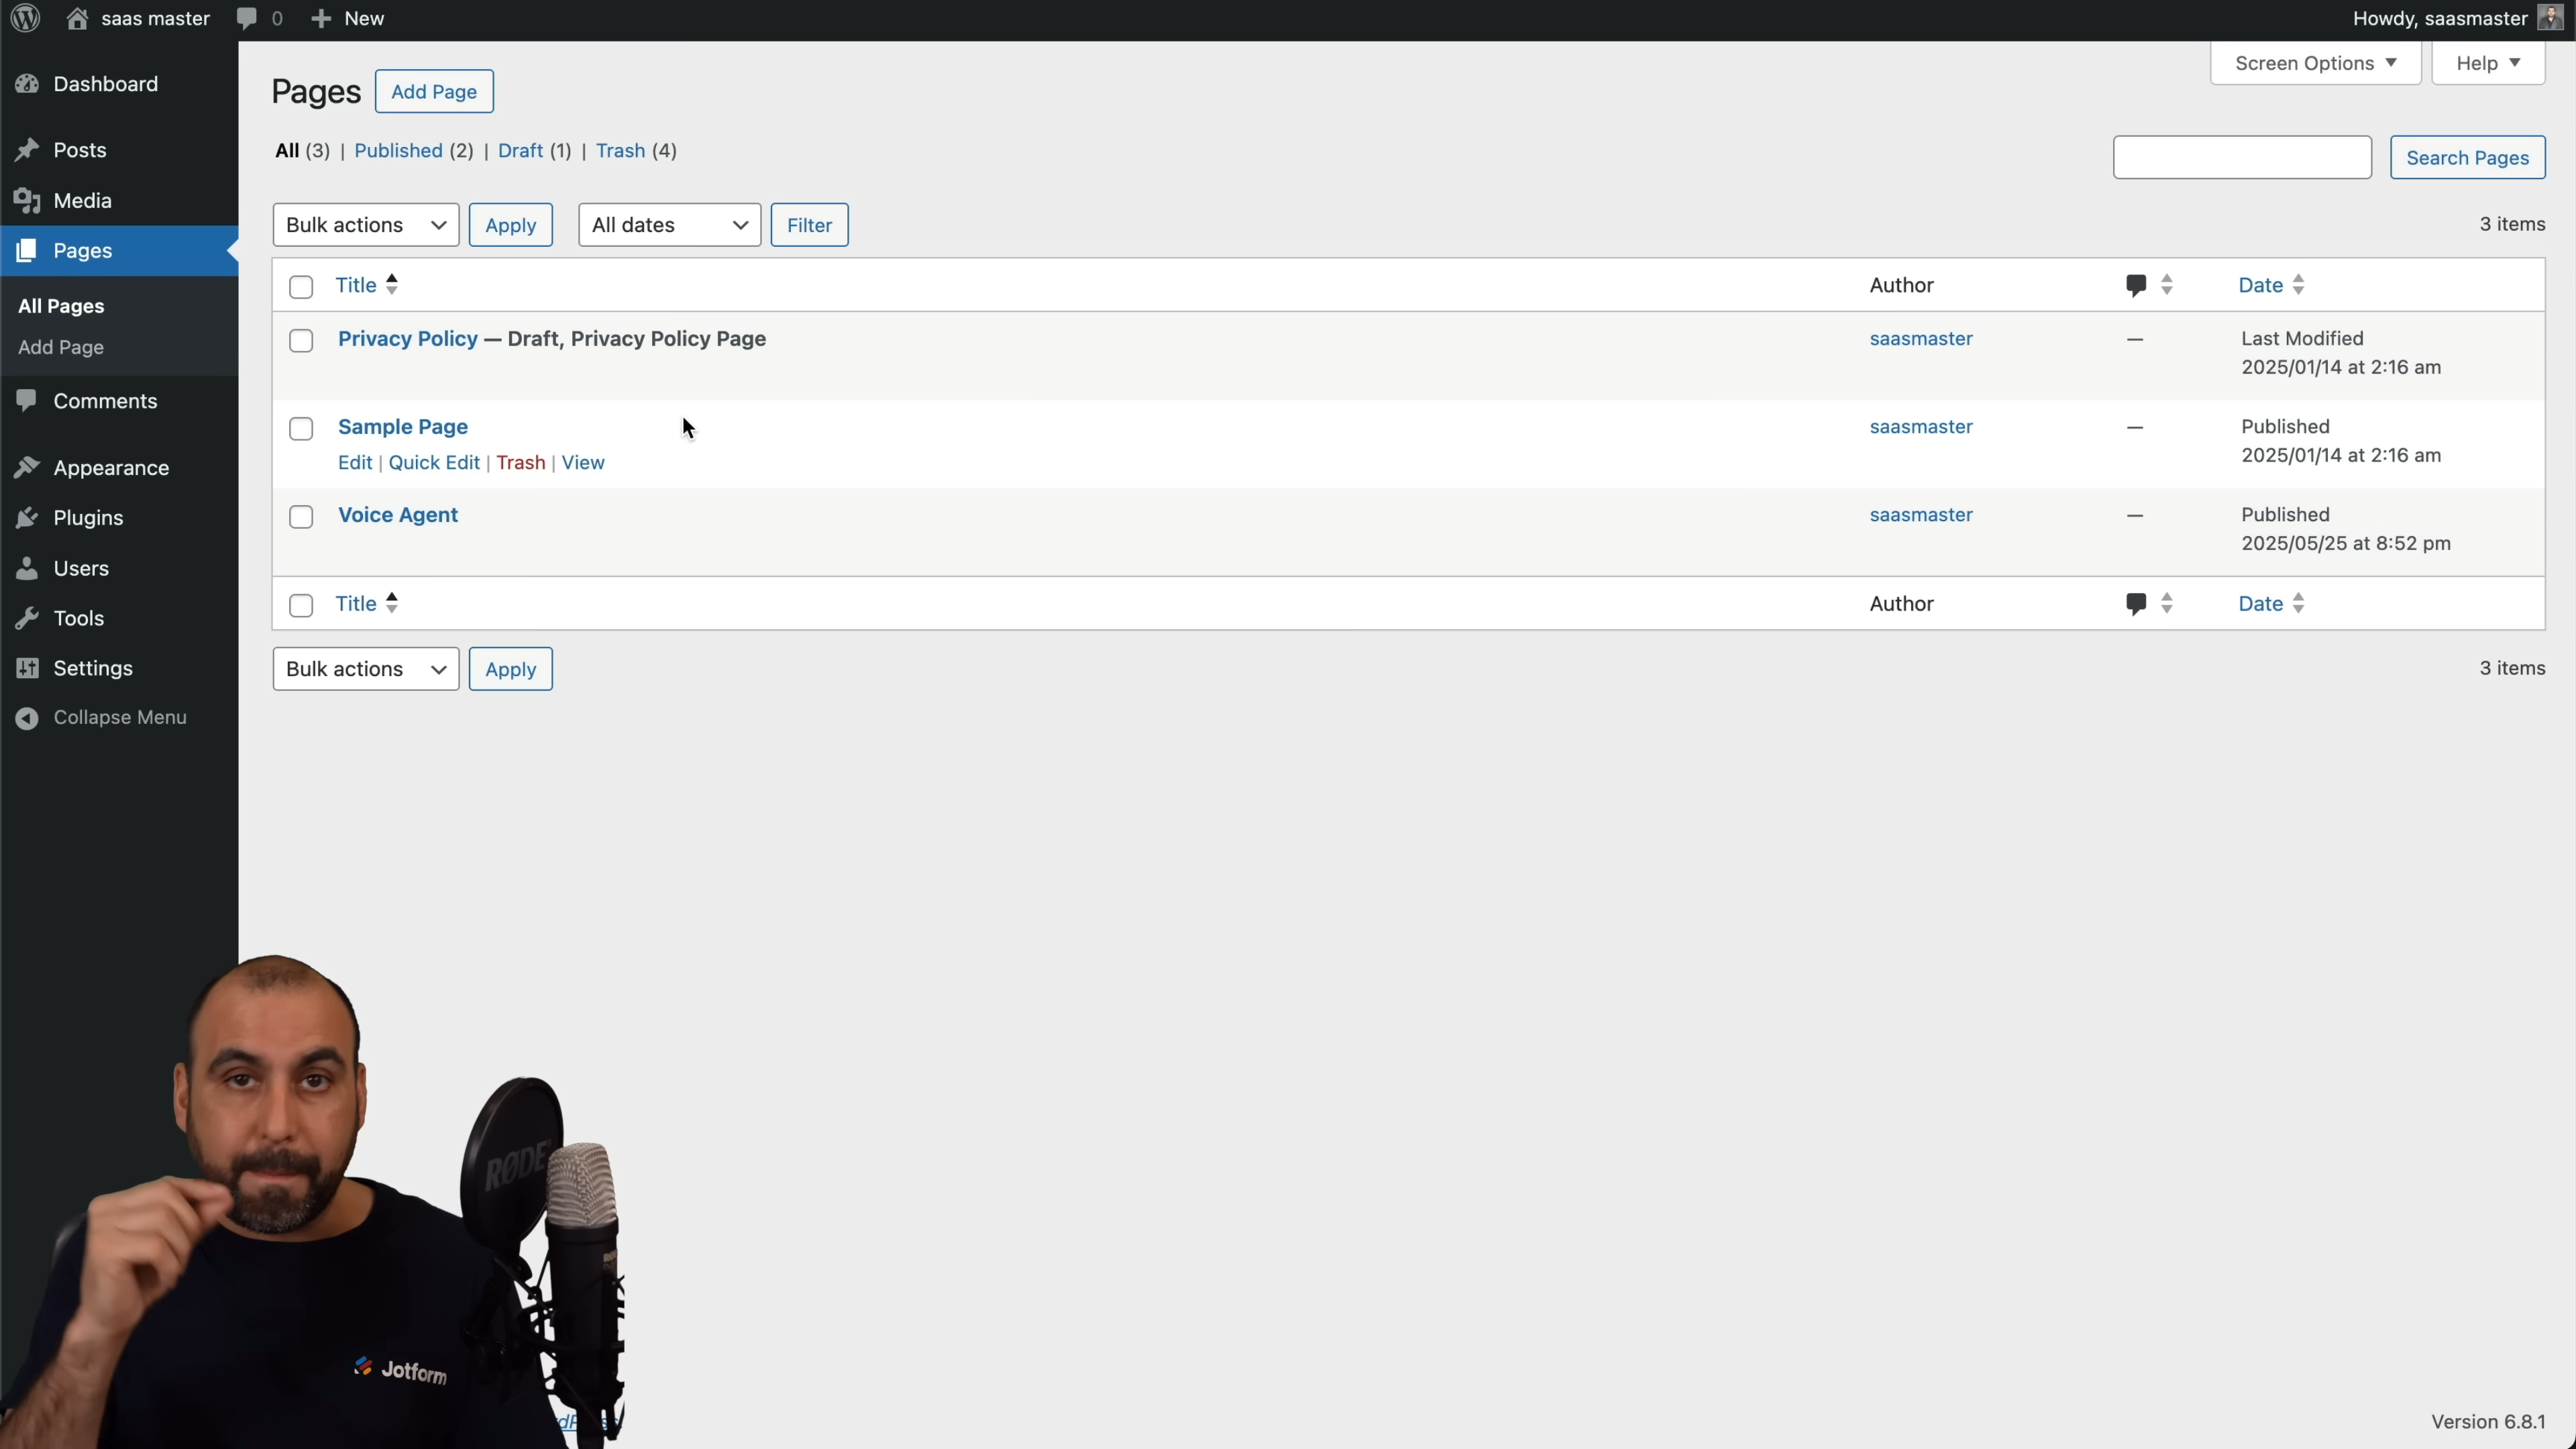 saas master 0 New
Howdy, saasmaster
Dashboard
Posts
Media
Pages
All Pages
Add Page
Comments
Appearance
Plugins
Users
Tools
Settings
Collapse Menu
Screen Options Help
Pages Add Page
All (3) | Published (2) | Draft (1) | Trash (4)
Search Pages
Bulk actions Apply All dates Filter 3 items
Title Author Date
Privacy Policy — Draft, Privacy Policy Page saasmaster — Last Modified
2025/01/14 at 2:16 am
Sample Page saasmaster — Published
2025/01/14 at 2:16 am
Edit | Quick Edit | Trash | View
Voice Agent saasmaster — Published
2025/05/25 at 8:52 pm
Title Author Date
Bulk actions Apply 3 items
RØDE
Jotform
Version 6.8.1